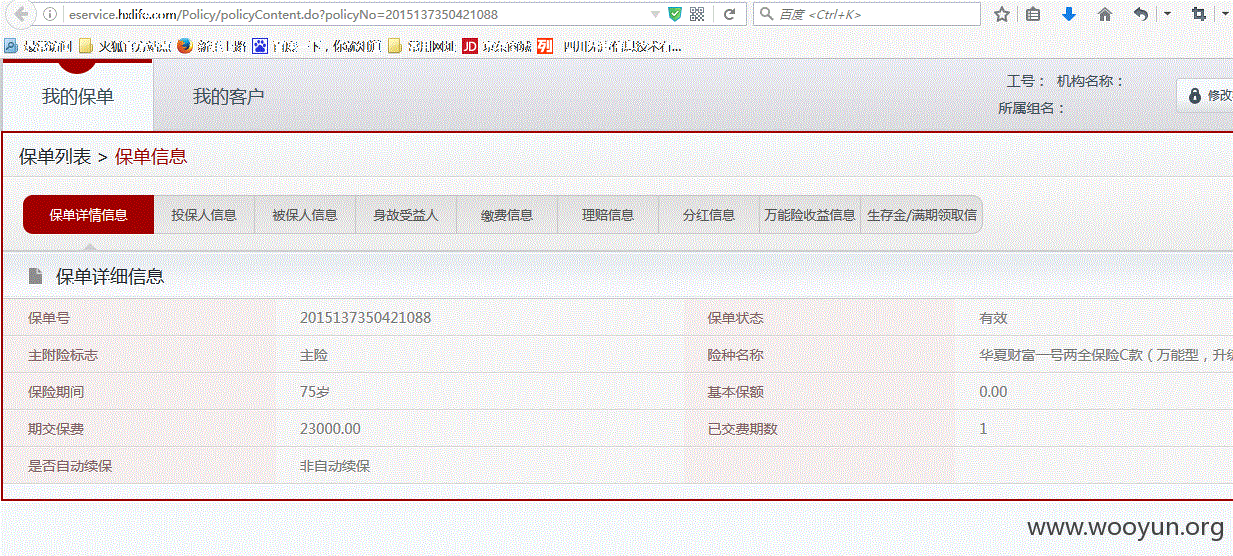 eservice.hxlife.com/Policy/policyContent.do?policyNo=2015137350421088
百度 <Ctrl+K>
最常访问 火狐官方站点 新手上路 百度一下，你就知道 常用网址 JD 京东商城
我的保单 我的客户
工号： 机构名称：
所属组名：
修改
保单列表 > 保单信息
保单详情信息 投保人信息 被保人信息 身故受益人 缴费信息 理赔信息 分红信息 万能险收益信息 生存金/满期领取信
保单详细信息
保单号 2015137350421088 保单状态 有效
主附险标志 主险 险种名称 华夏财富一号两全保险C款（万能型，升级
保险期间 75岁 基本保额 0.00
期交保费 23000.00 已交费期数 1
是否自动续保 非自动续保
www.wooyun.org